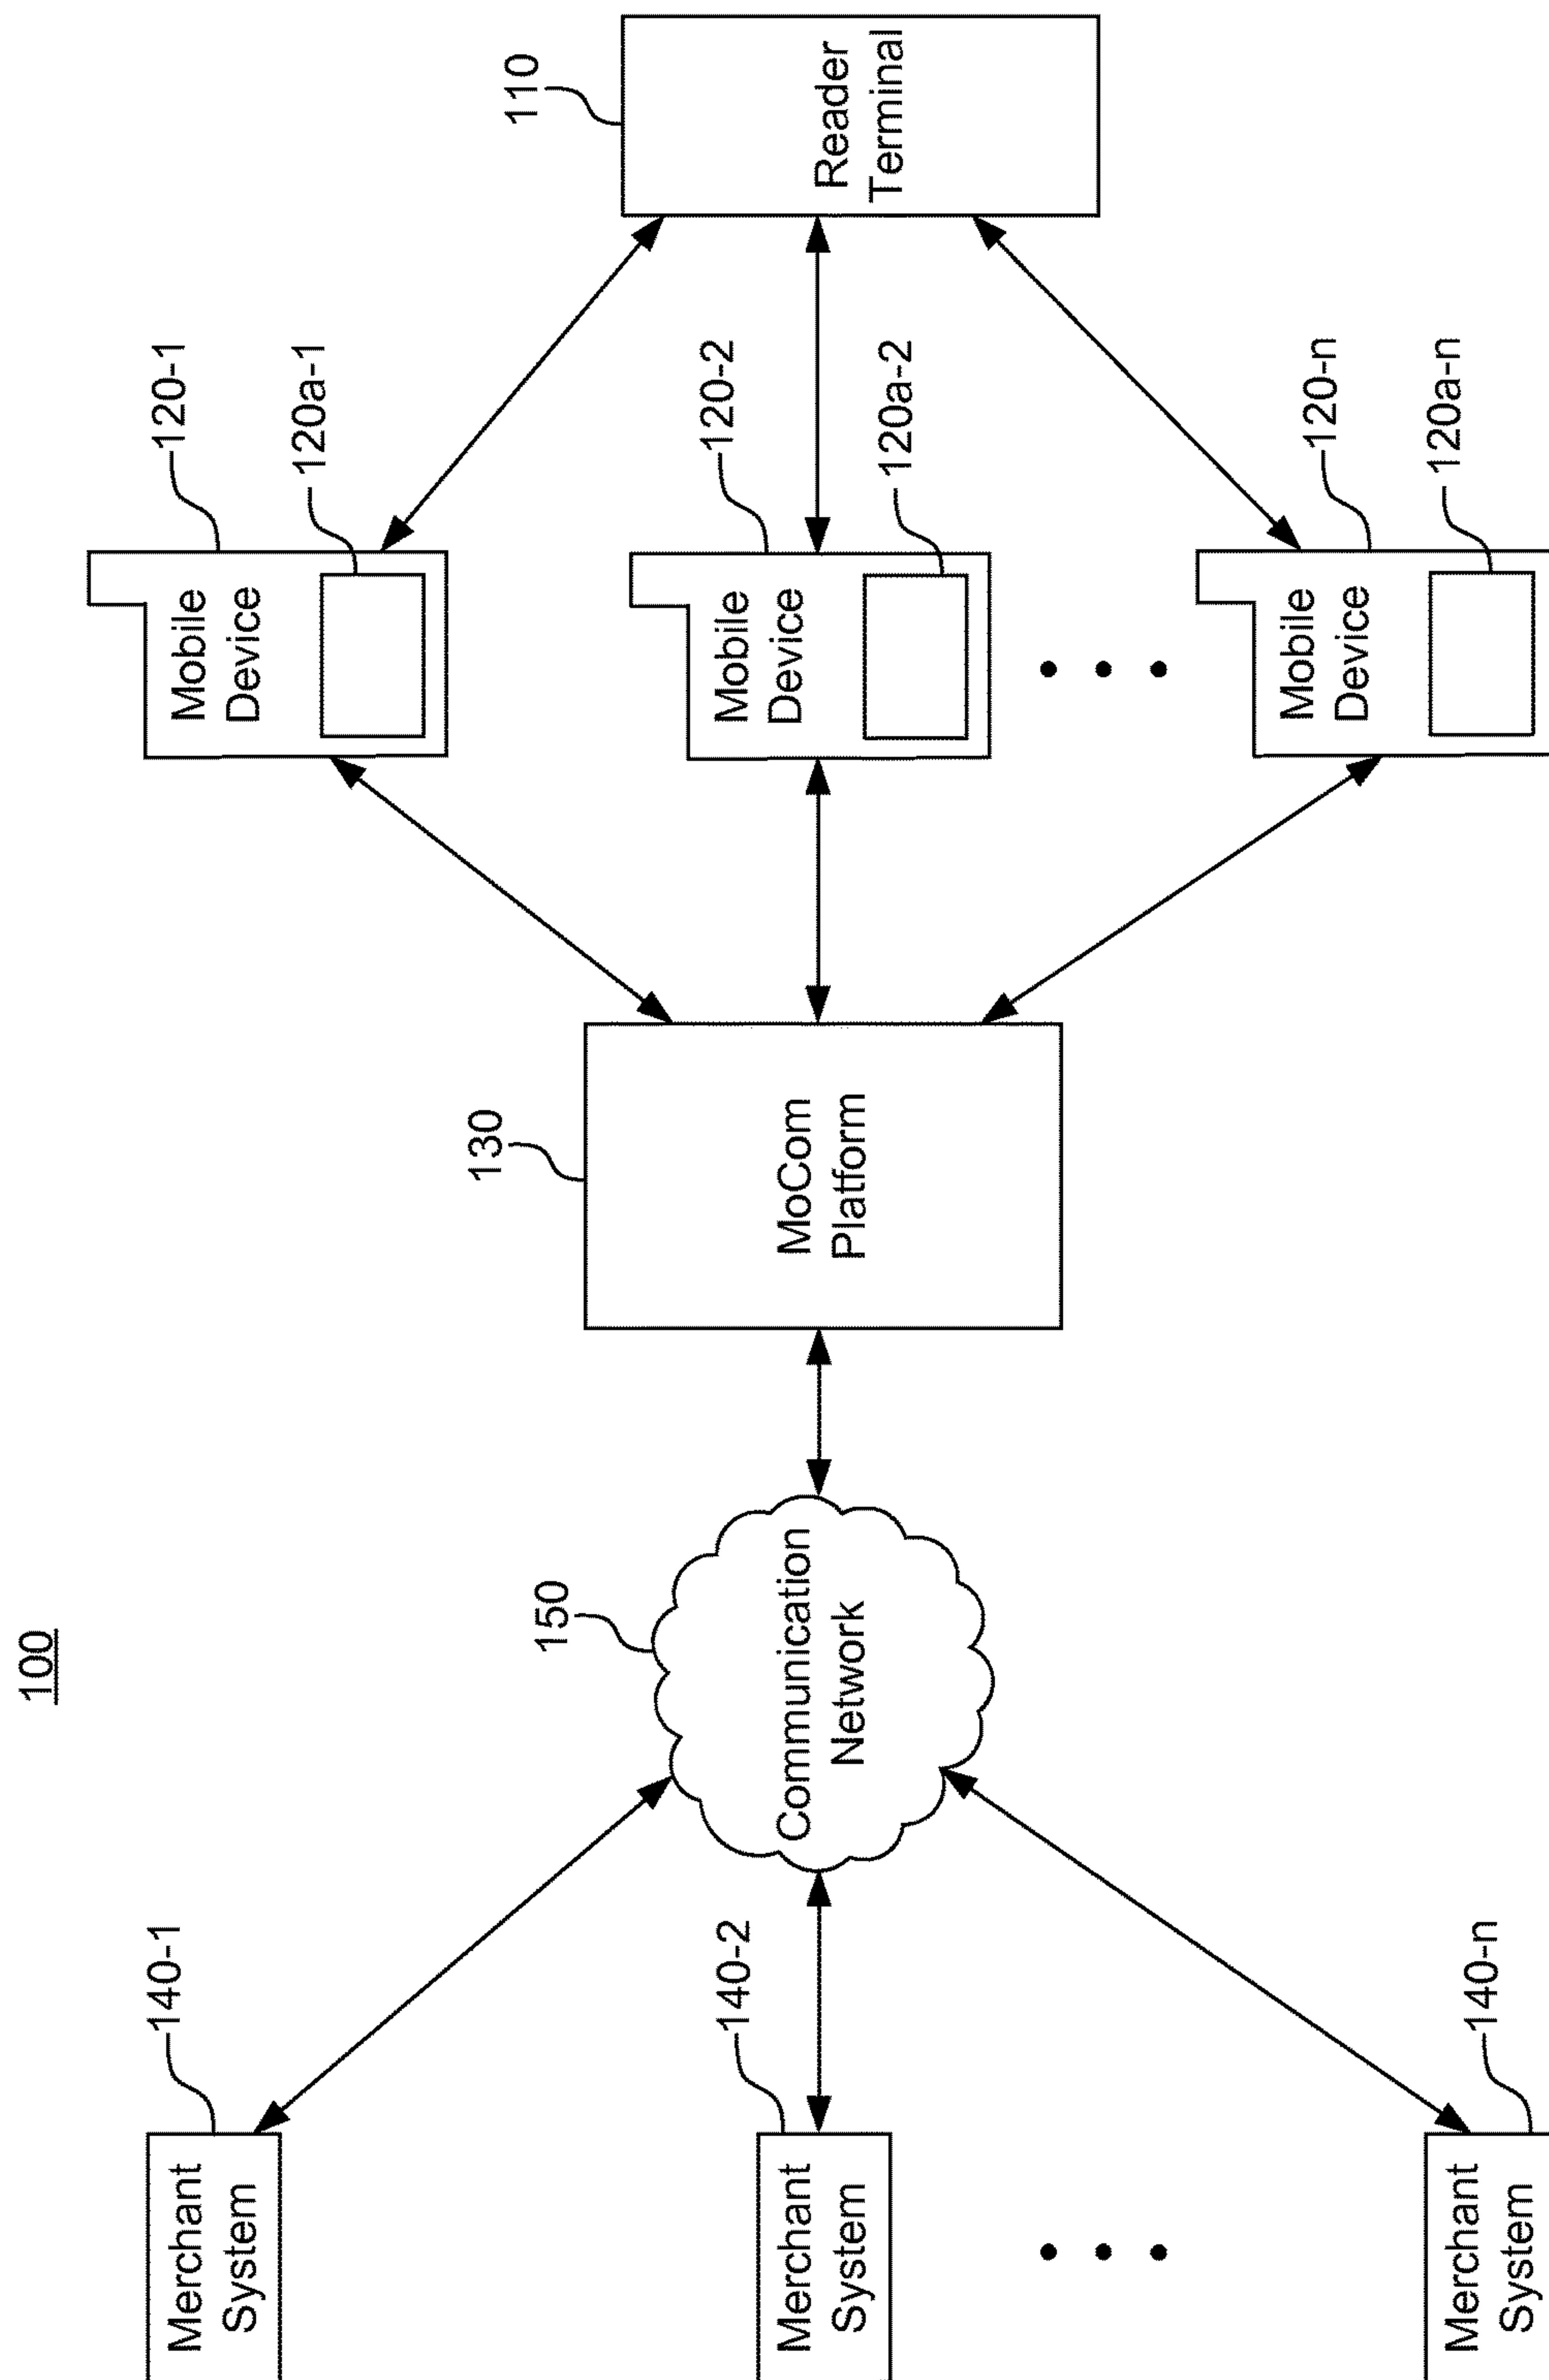 100
Merchant
System
140-1
Merchant
System
140-2
Merchant
System
140-n
Communication
Network
150
MoCom
Platform
130
Mobile
Device
120-1
120a-1
Mobile
Device
120-2
120a-2
Mobile
Device
120-n
120a-n
Reader
Terminal
110